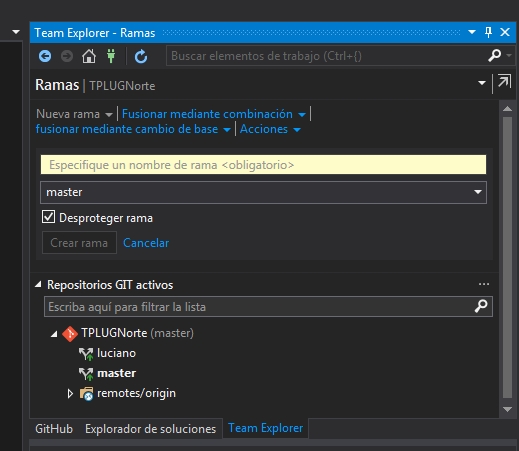 Team Explorer - Ramas
Buscar elementos de trabajo (Ctrl+()
Ramas | TPLUGNorte
Nueva rama | Fusionar mediante combinación
fusionar mediante cambio de base | Acciones
Especifique un nombre de rama <obligatorio>
master
Desproteger rama
Crear rama Cancelar
Repositorios GIT activos ...
Escriba aquí para filtrar la lista
TPLUGNorte (master)
luciano
master
remotes/origin
GitHub Explorador de soluciones Team Explorer